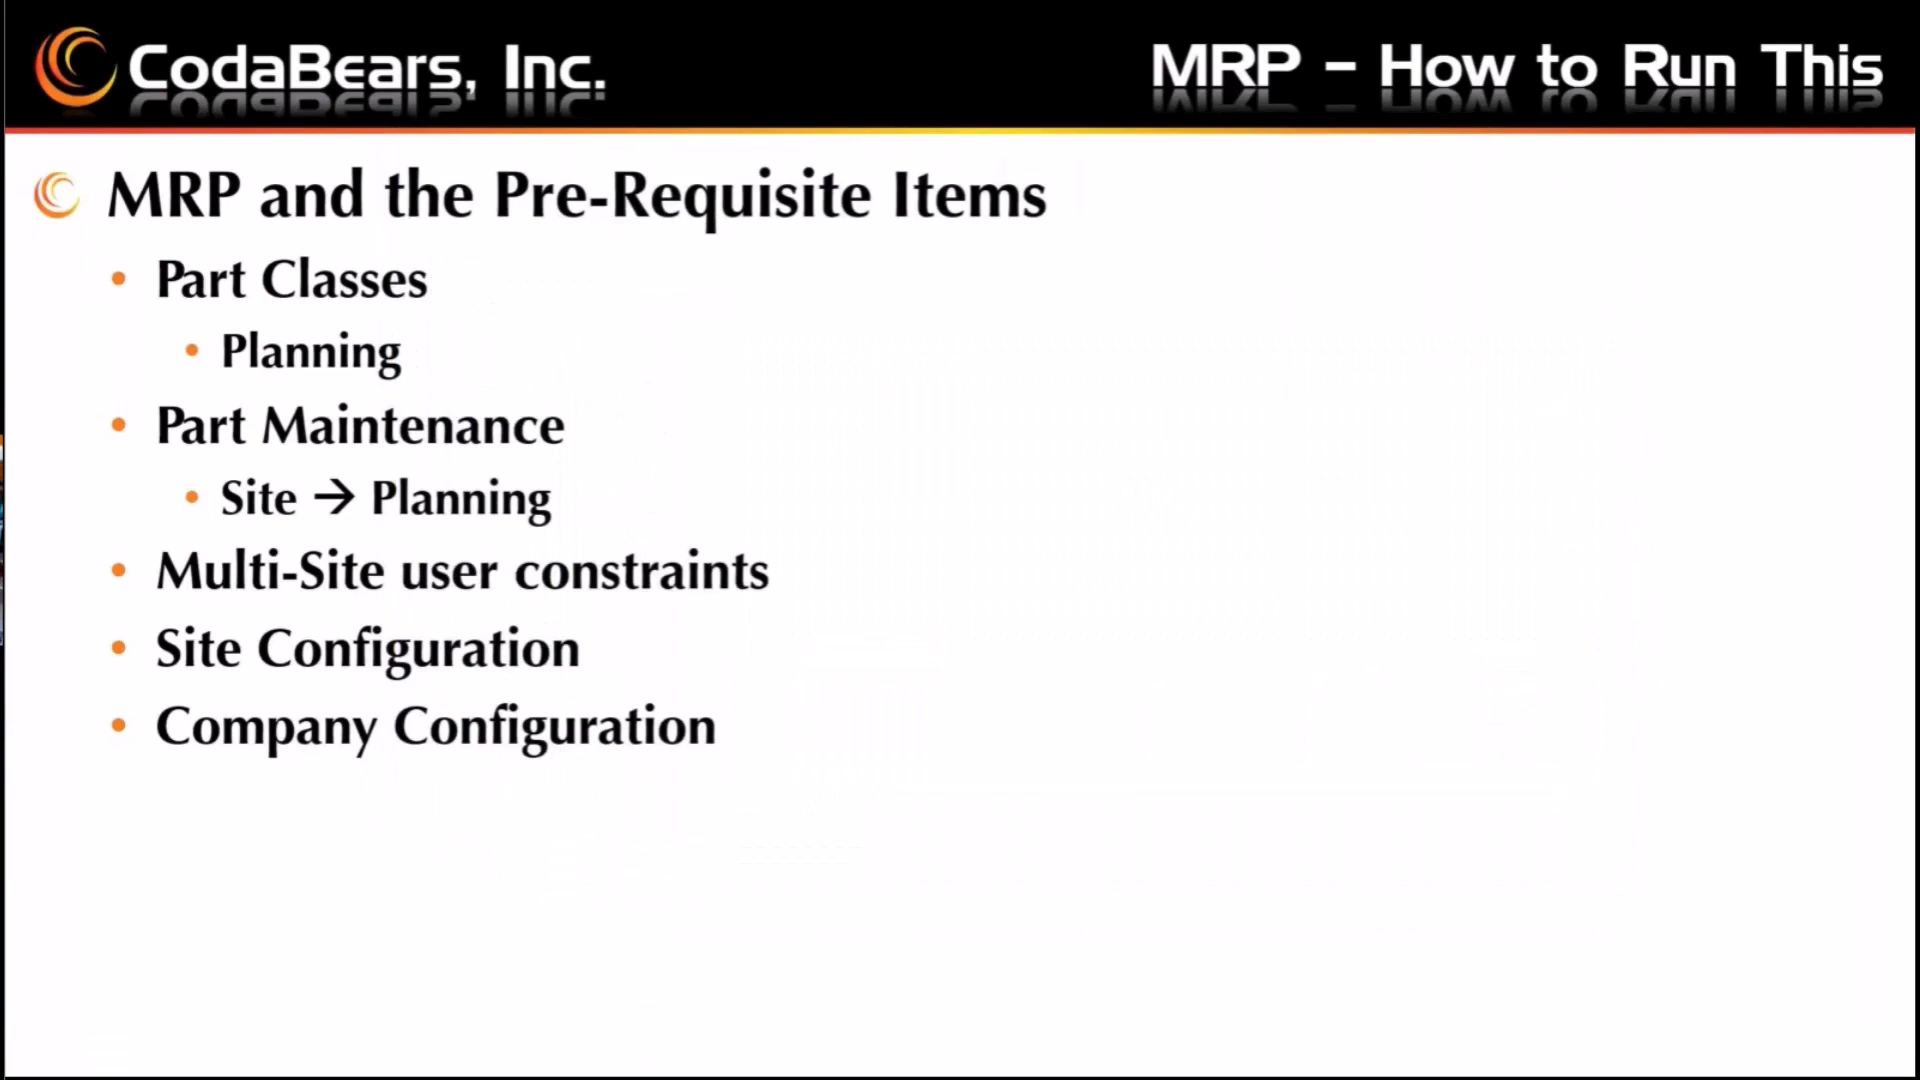 CodaBears, Inc.
MRP – How to Run This
MRP and the Pre-Requisite Items
• Part Classes
• Planning
• Part Maintenance
• Site → Planning
• Multi-Site user constraints
• Site Configuration
• Company Configuration